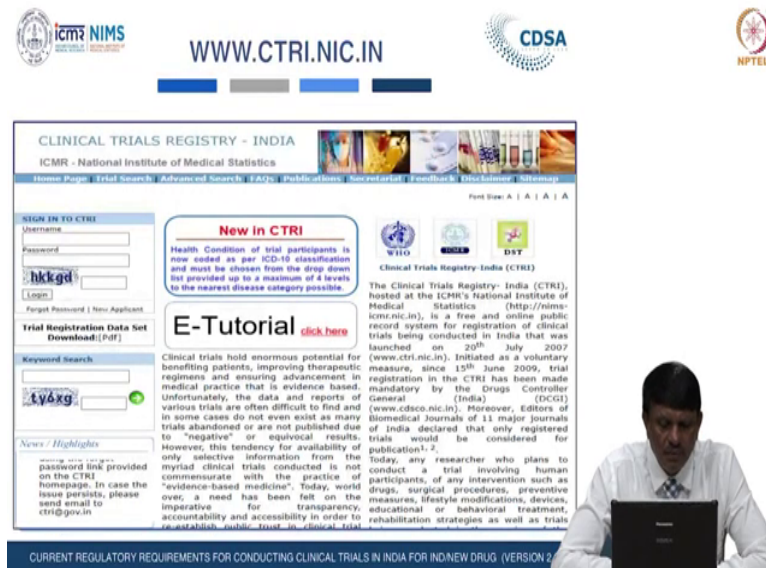 icmr NIMS
WWW.CTRI.NIC.IN
CDSA
NPTEL
CLINICAL TRIALS REGISTRY - INDIA
ICMR - National Institute of Medical Statistics
Home Page | Trial Search | Advanced Search | FAQs | Publications | Secretariat | Feedback | Disclaimer | Sitemap
Font Size: A | A | A | A
SIGN IN TO CTRI
Username
Password
hkkgd
Login
Forgot Password | New Applicant
Trial Registration Data Set
Download:[Pdf]
Keyword Search
ty6xg
News / Highlights
password link provided
on the CTRI
homepage. In case the
issue persists, please
send email to
ctri@gov.in
New in CTRI
Health Condition of trial participants is
now coded as per ICD-10 classification
and must be chosen from the drop down
list provided up to a maximum of 4 levels
to the nearest disease category possible.
E-Tutorial click here
Clinical trials hold enormous potential for
benefiting patients, improving therapeutic
regimens and ensuring advancement in
medical practice that is evidence based.
Unfortunately, the data and reports of
various trials are often difficult to find and
in some cases do not even exist as many
trials abandoned or are not published due
to "negative" or equivocal results.
However, this tendency for availability of
only selective information from the
myriad clinical trials conducted is not
commensurate with the practice of
"evidence-based medicine". Today, world
over, a need has been felt on the
imperative for transparency,
accountability and accessibility in order to
re-establish public trust in clinical trial
WHO
ICMR
DST
Clinical Trials Registry-India (CTRI)
The Clinical Trials Registry- India (CTRI),
hosted at the ICMR's National Institute of
Medical Statistics (http://nims-
icmr.nic.in), is a free and online public
record system for registration of clinical
trials being conducted in India that was
launched on 20th July 2007
(www.ctri.nic.in). Initiated as a voluntary
measure, since 15th June 2009, trial
registration in the CTRI has been made
mandatory by the Drugs Controller
General (India) (DCGI)
(www.cdsco.nic.in). Moreover, Editors of
Biomedical Journals of 11 major journals
of India declared that only registered
trials would be considered for
publication1, 2.
Today, any researcher who plans to
conduct a trial involving human
participants, of any intervention such as
drugs, surgical procedures, preventive
measures, lifestyle modifications, devices,
educational or behavioral treatment,
rehabilitation strategies as well as trials
Panasonic
CURRENT REGULATORY REQUIREMENTS FOR CONDUCTING CLINICAL TRIALS IN INDIA FOR IND/NEW DRUG (VERSION 2